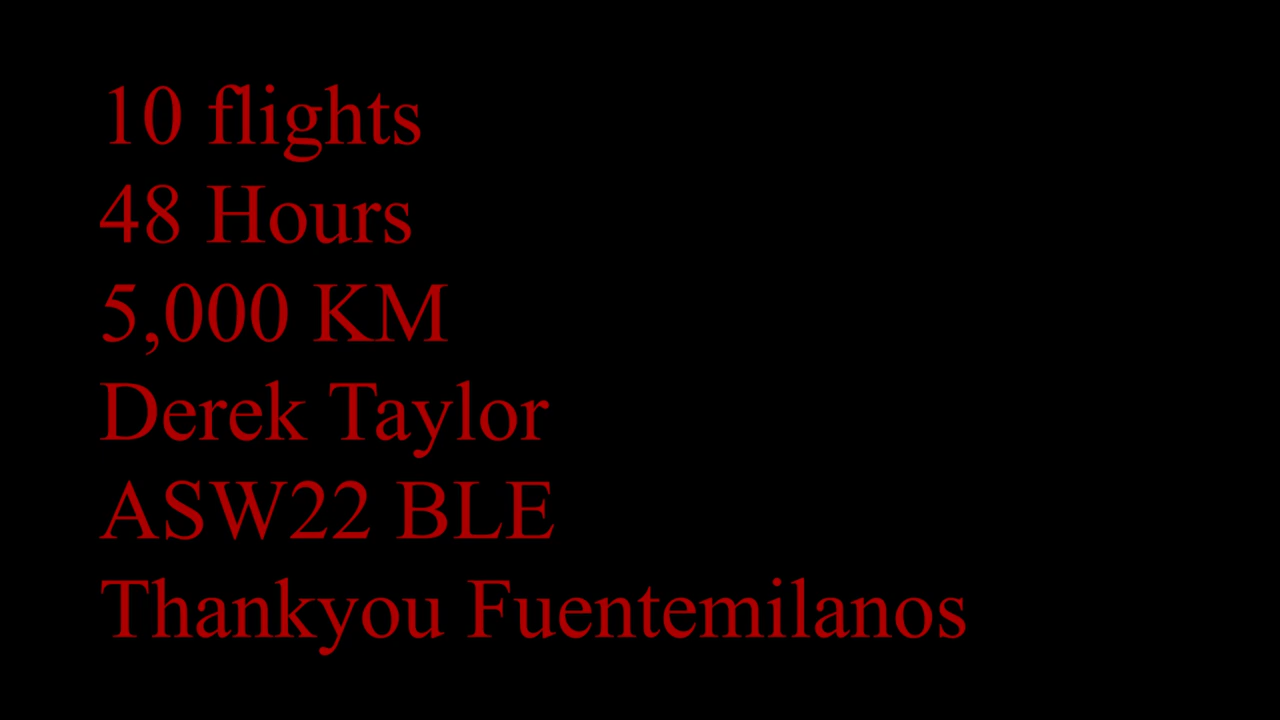 10 flights
48 Hours
5,000 KM
Derek Taylor
ASW22 BLE
Thankyou Fuentemilanos